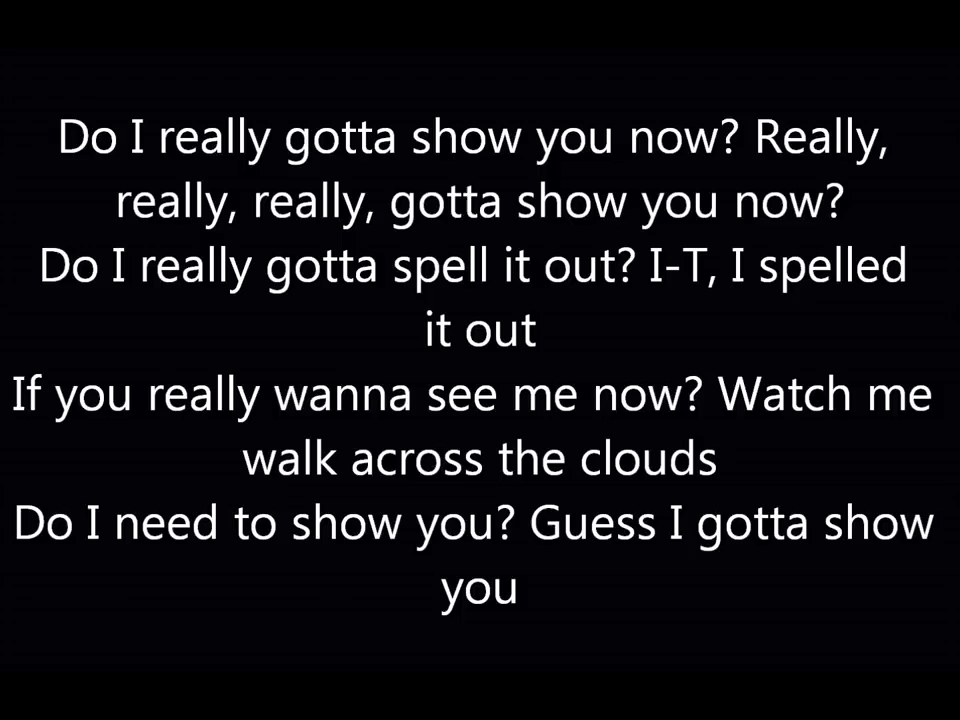 Do I really gotta show you now? Really,
really, really, gotta show you now?
Do I really gotta spell it out? I-T, I spelled
it out
If you really wanna see me now? Watch me
walk across the clouds
Do I need to show you? Guess I gotta show
you